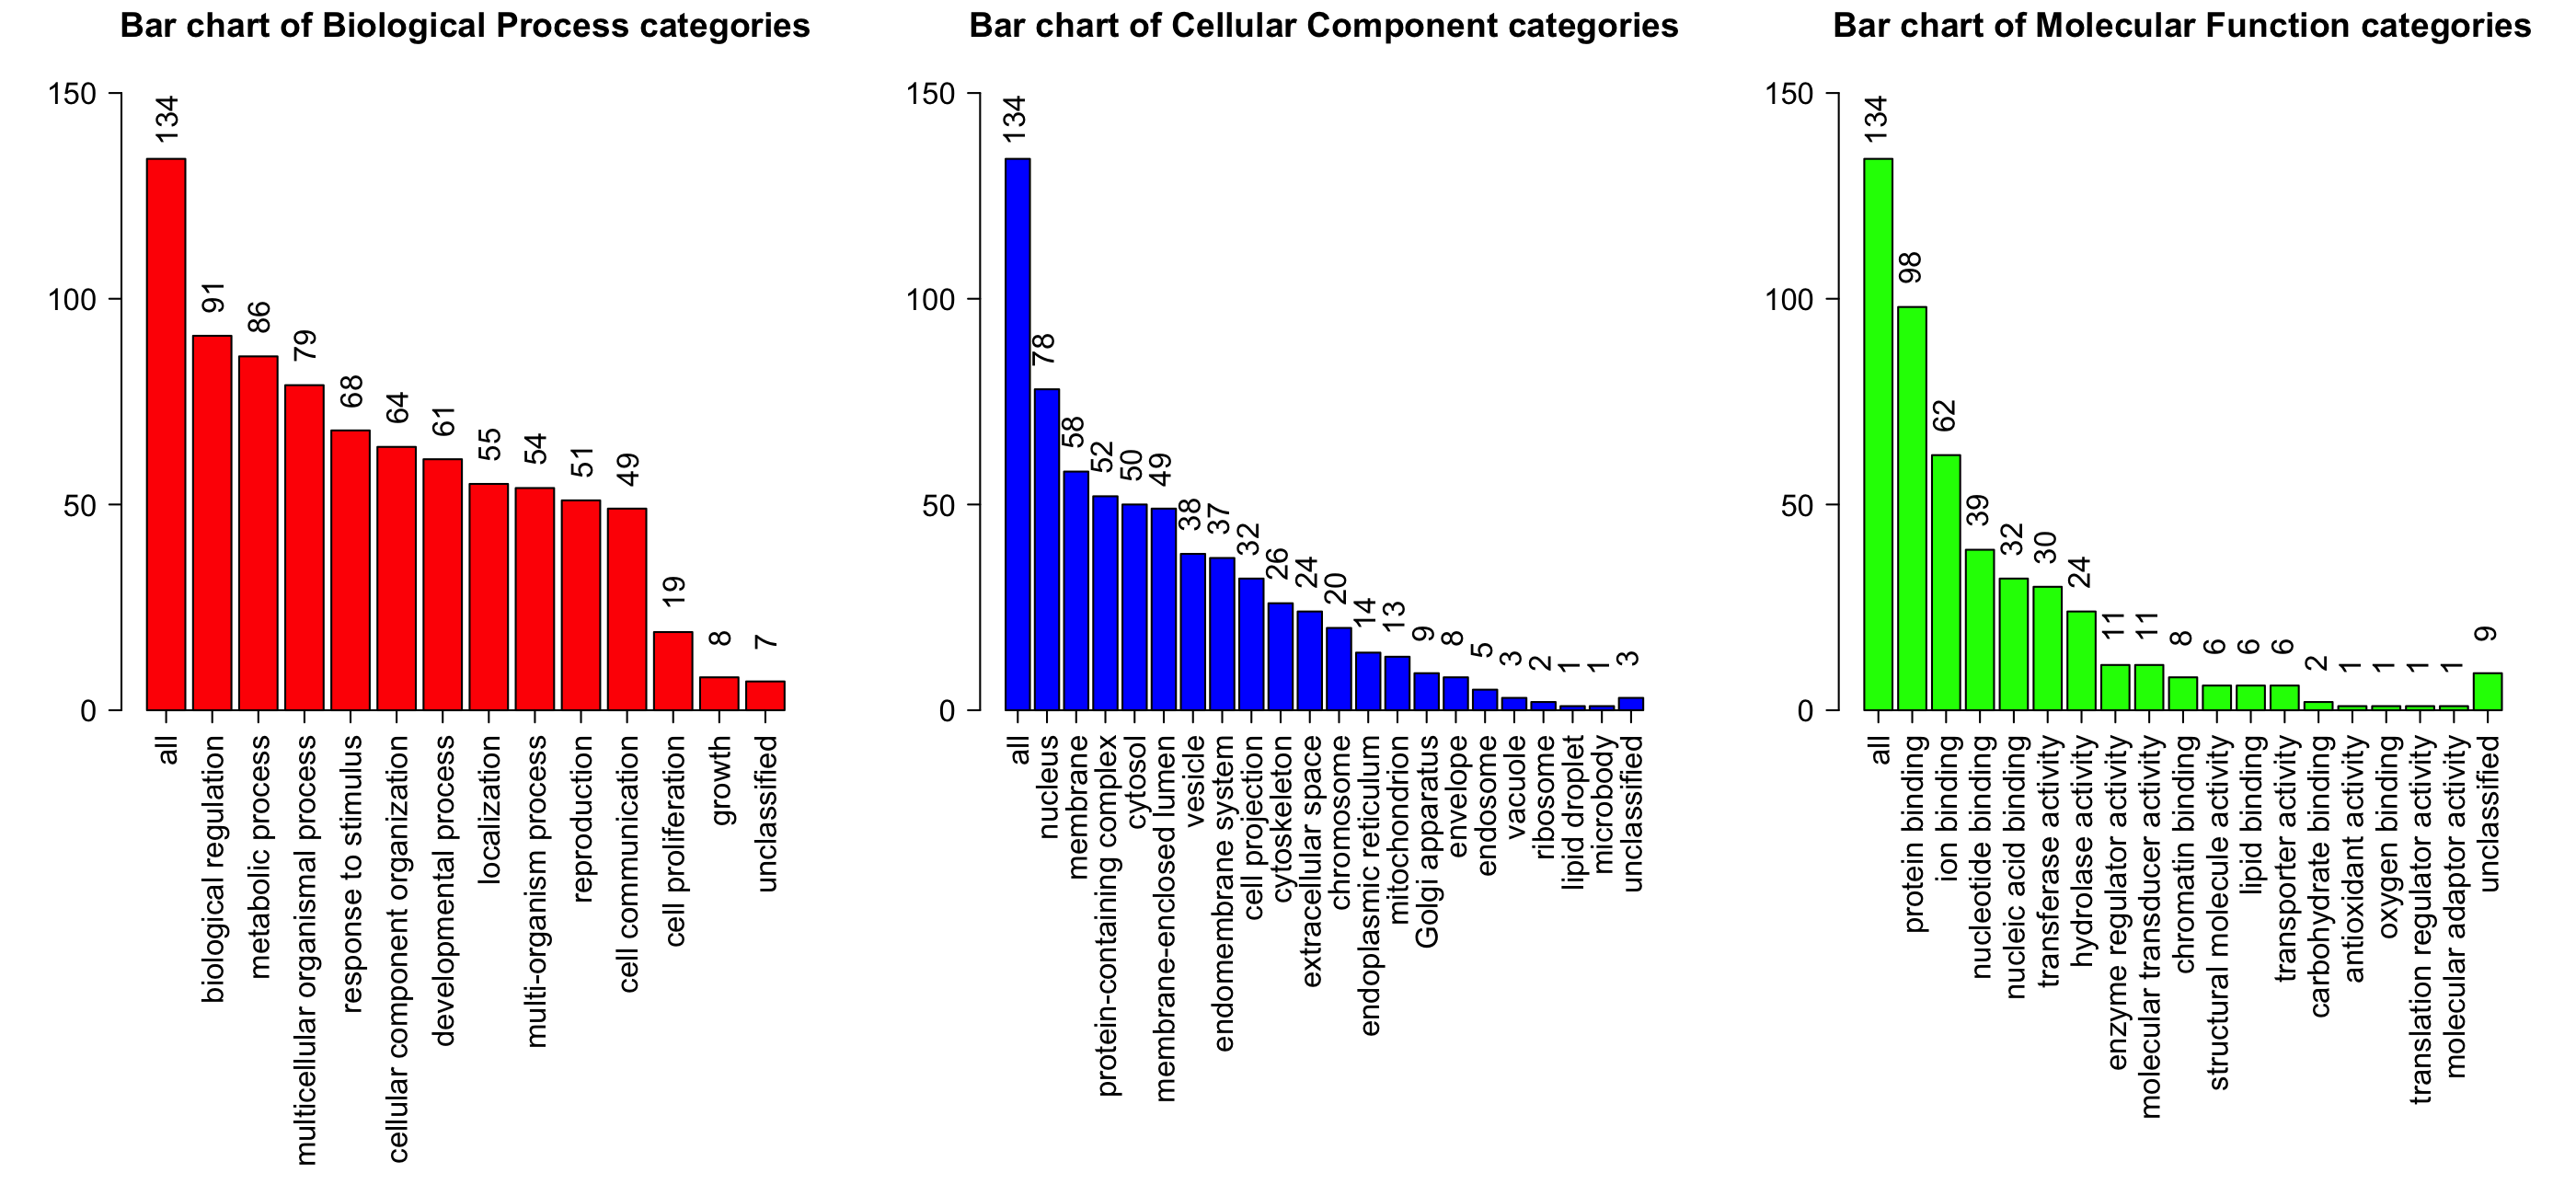 Bar chart of Biological Process categories
150
100
50
0
134
91
86
79
68
64
61
55
54
51
49
19
8
7
all
biological regulation
metabolic process
multicellular organismal process
response to stimulus
cellular component organization
developmental process
localization
multi-organism process
reproduction
cell communication
cell proliferation
growth
unclassified
Bar chart of Cellular Component categories
150
100
50
0
134
78
58
52
50
49
38
37
32
26
24
20
14
13
9
8
5
3
2
1
1
3
all
nucleus
membrane
protein-containing complex
cytosol
membrane-enclosed lumen
vesicle
endomembrane system
cell projection
cytoskeleton
extracellular space
chromosome
endoplasmic reticulum
mitochondrion
Golgi apparatus
envelope
endosome
vacuole
ribosome
lipid droplet
microbody
unclassified
Bar chart of Molecular Function categories
150
100
50
0
134
98
62
39
32
30
24
11
11
8
6
6
6
2
1
1
1
1
9
all
protein binding
ion binding
nucleotide binding
nucleic acid binding
transferase activity
hydrolase activity
enzyme regulator activity
molecular transducer activity
chromatin binding
structural molecule activity
lipid binding
transporter activity
carbohydrate binding
antioxidant activity
oxygen binding
translation regulator activity
molecular adaptor activity
unclassified